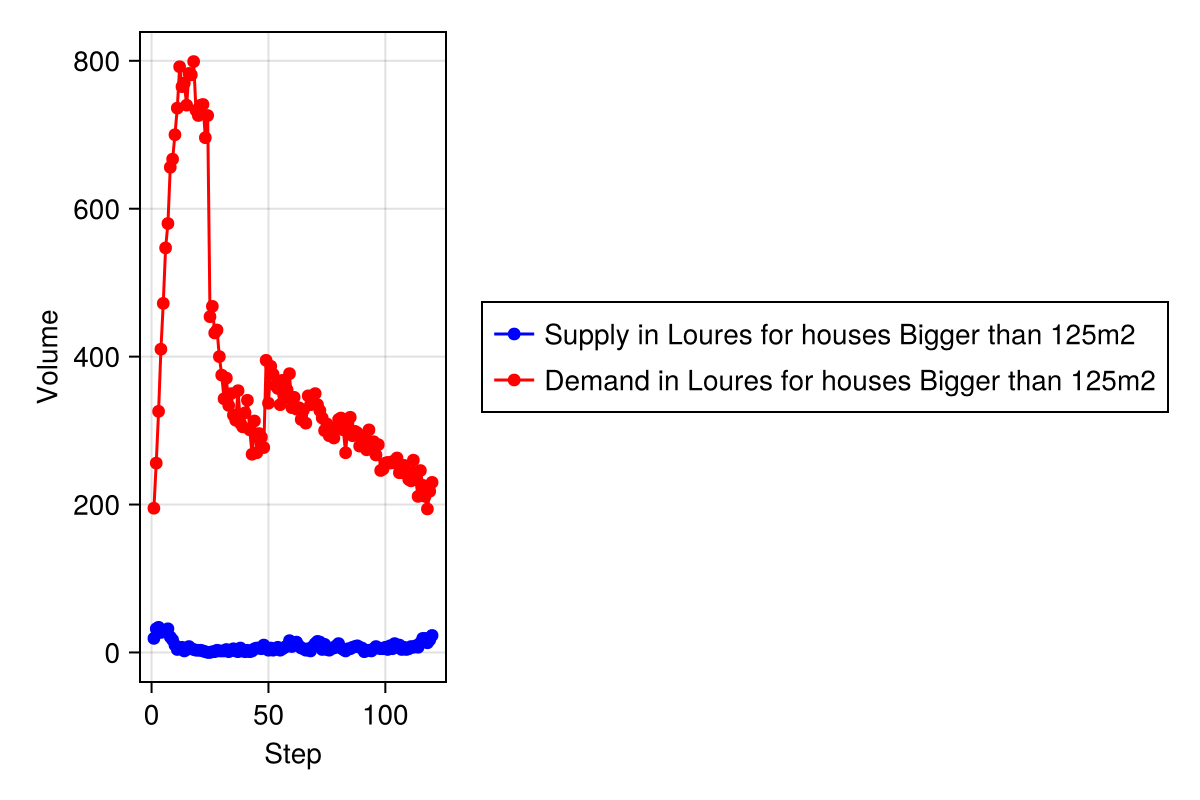 800
600
400
200
0
Volume
0 50 100
Step
Supply in Loures for houses Bigger than 125m2
Demand in Loures for houses Bigger than 125m2